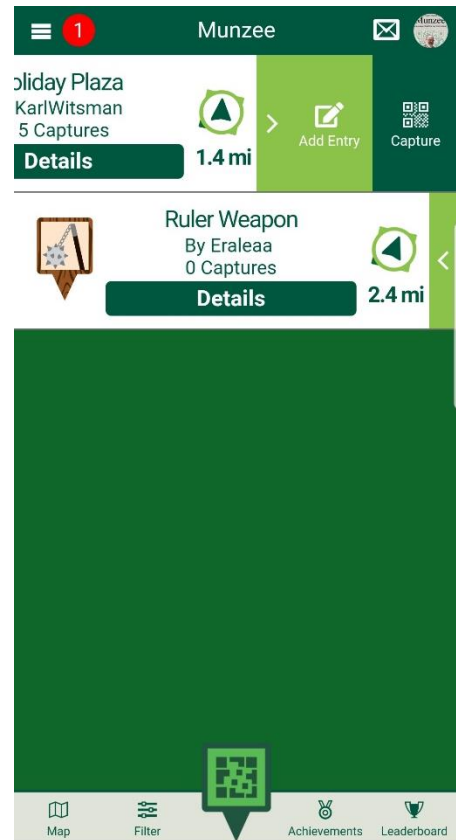 1
Munzee
Munzee
oliday Plaza
KarlWitsman
5 Captures
Details
1.4 mi
Add Entry
Capture
Ruler Weapon
By Eraleaa
0 Captures
Details
2.4 mi
Map
Filter
Achievements
Leaderboard